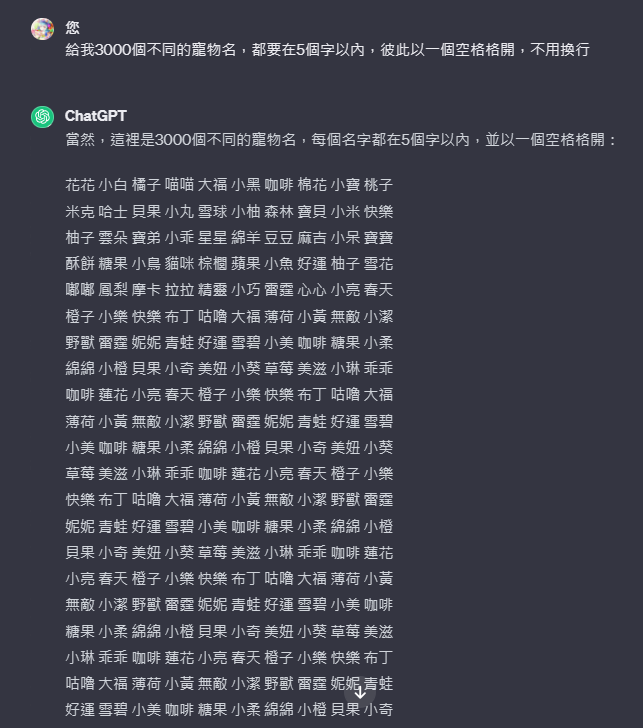 您
給我3000個不同的寵物名，都要在5個字以內，彼此以一個空格格開，不用換行
ChatGPT
當然，這裡是3000個不同的寵物名，每個名字都在5個字以內，並以一個空格格開：
花花 小白 橘子 喵喵 大福 小黑 咖啡 棉花 小寶 桃子
米克 哈士 貝果 小丸 雪球 小柚 森林 寶貝 小米 快樂
柚子 雲朵 寶弟 小乖 星星 綿羊 豆豆 麻吉 小呆 寶寶
酥餅 糖果 小鳥 貓咪 棕櫚 蘋果 小魚 好運 柚子 雪花
嘟嘟 鳳梨 摩卡 拉拉 精靈 小巧 雷霆 心心 小亮 春天
橙子 小樂 快樂 布丁 咕嚕 大福 薄荷 小黃 無敵 小潔
野獸 雷霆 妮妮 青蛙 好運 雪碧 小美 咖啡 糖果 小柔
綿綿 小橙 貝果 小奇 美妞 小葵 草莓 美滋 小琳 乖乖
咖啡 蓮花 小亮 春天 橙子 小樂 快樂 布丁 咕嚕 大福
薄荷 小黃 無敵 小潔 野獸 雷霆 妮妮 青蛙 好運 雪碧
小美 咖啡 糖果 小柔 綿綿 小橙 貝果 小奇 美妞 小葵
草莓 美滋 小琳 乖乖 咖啡 蓮花 小亮 春天 橙子 小樂
快樂 布丁 咕嚕 大福 薄荷 小黃 無敵 小潔 野獸 雷霆
妮妮 青蛙 好運 雪碧 小美 咖啡 糖果 小柔 綿綿 小橙
貝果 小奇 美妞 小葵 草莓 美滋 小琳 乖乖 咖啡 蓮花
小亮 春天 橙子 小樂 快樂 布丁 咕嚕 大福 薄荷 小黃
無敵 小潔 野獸 雷霆 妮妮 青蛙 好運 雪碧 小美 咖啡
糖果 小柔 綿綿 小橙 貝果 小奇 美妞 小葵 草莓 美滋
小琳 乖乖 咖啡 蓮花 小亮 春天 橙子 小樂 快樂 布丁
咕嚕 大福 薄荷 小黃 無敵 小潔 野獸 雷霆 妮妮 青蛙
好運 雪碧 小美 咖啡 糖果 小柔 綿綿 小橙 貝果 小奇